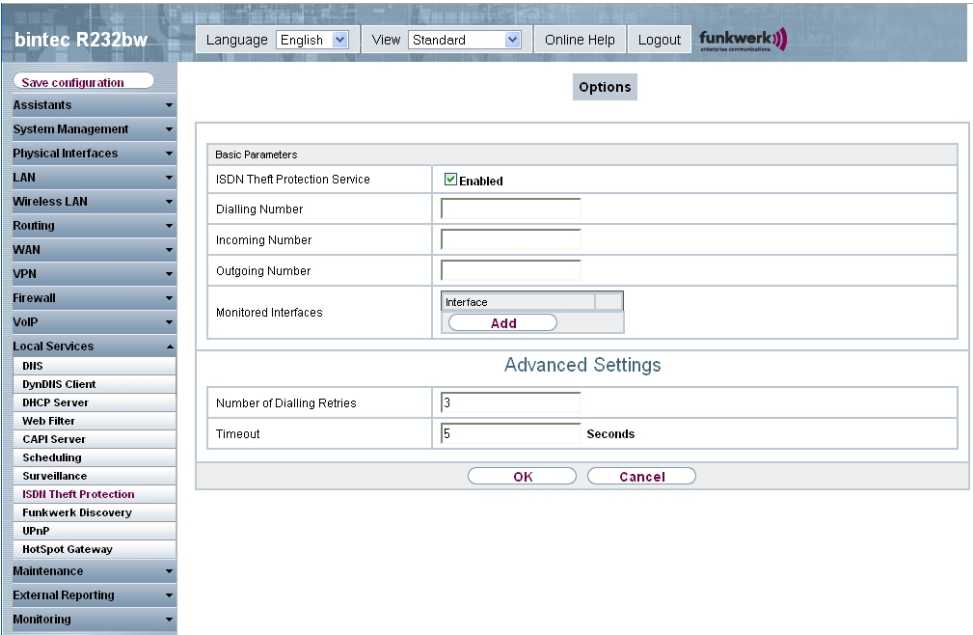 bintec R232bw
Language English View Standard Online Help Logout funkwerk
enterprise communications
Save configuration
Assistants
System Management
Physical Interfaces
LAN
Wireless LAN
Routing
WAN
VPN
Firewall
VoIP
Local Services
DNS
DynDNS Client
DHCP Server
Web Filter
CAPI Server
Scheduling
Surveillance
ISDN Theft Protection
Funkwerk Discovery
UPnP
HotSpot Gateway
Maintenance
External Reporting
Monitoring
Options
Basic Parameters
ISDN Theft Protection Service Enabled
Dialling Number
Incoming Number
Outgoing Number
Monitored Interfaces
Interface
Add
Advanced Settings
Number of Dialling Retries 3
Timeout 5 Seconds
OK Cancel